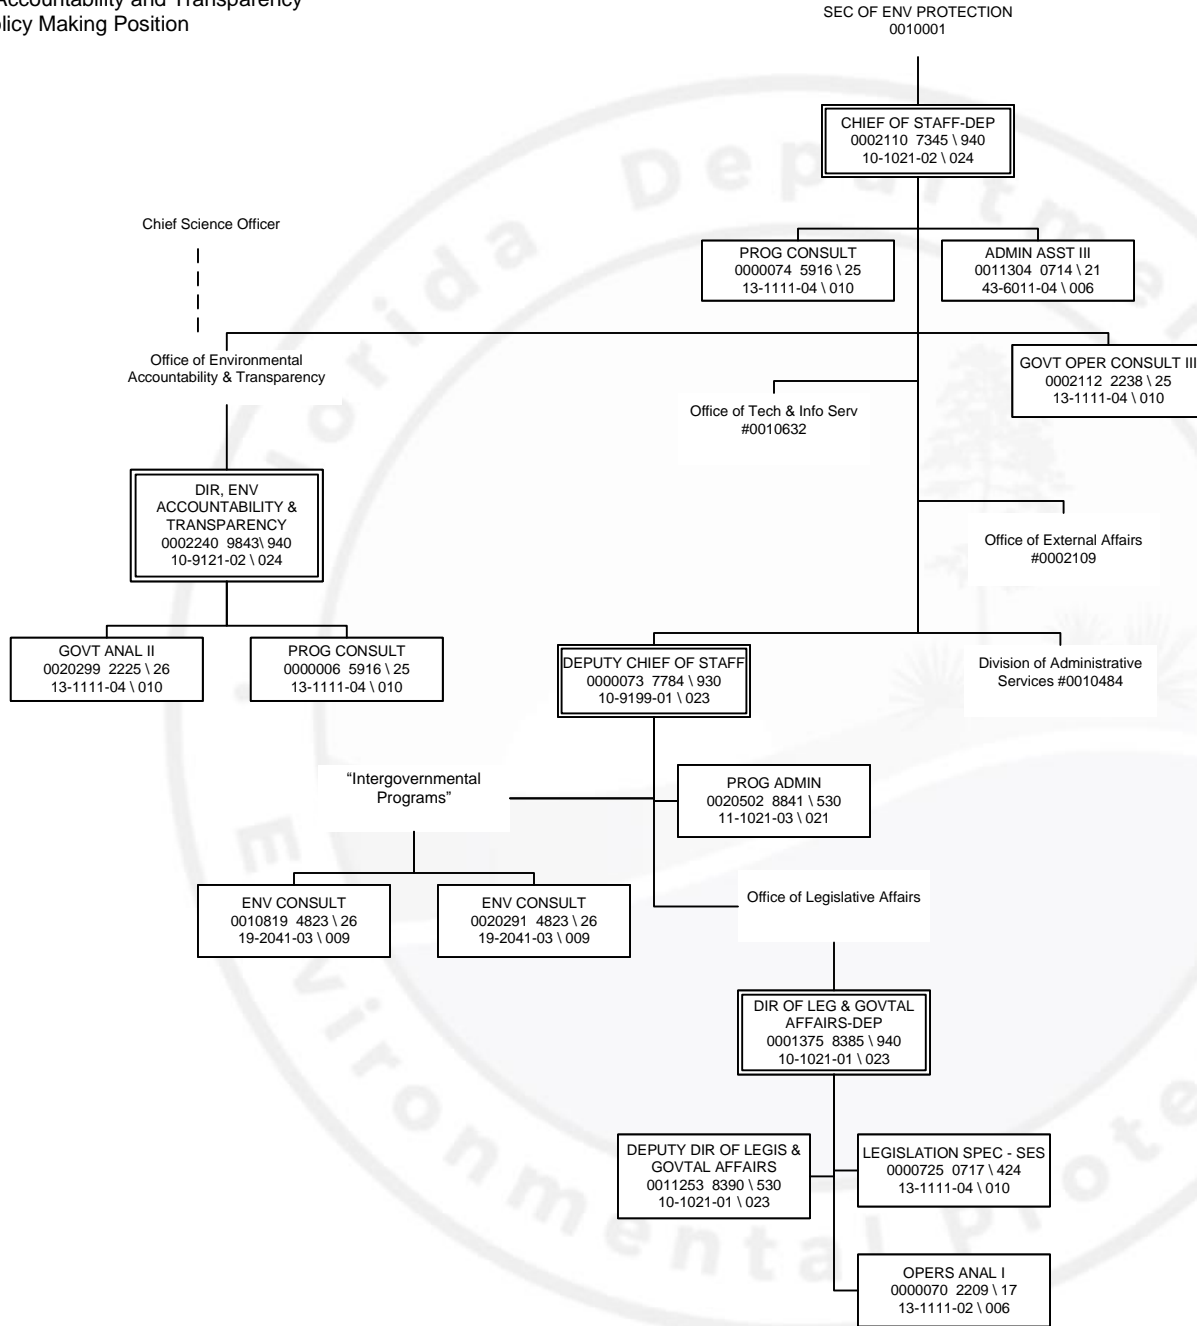 Accountability and Transparency
licy Making Position
SEC OF ENV PROTECTION
0010001
CHIEF OF STAFF-DEP
0002110 7345 \ 940
10-1021-02 \ 024
Chief Science Officer
PROG CONSULT
0000074 5916 \ 25
13-1111-04 \ 010
ADMIN ASST III
0011304 0714 \ 21
43-6011-04 \ 006
Office of Environmental
Accountability & Transparency
GOVT OPER CONSULT III
0002112 2238 \ 25
13-1111-04 \ 010
Office of Tech & Info Serv
#0010632
DIR, ENV
ACCOUNTABILITY &
TRANSPARENCY
0002240 9843\ 940
10-9121-02 \ 024
Office of External Affairs
#0002109
GOVT ANAL II
0020299 2225 \ 26
13-1111-04 \ 010
PROG CONSULT
0000006 5916 \ 25
13-1111-04 \ 010
DEPUTY CHIEF OF STAFF
0000073 7784 \ 930
10-9199-01 \ 023
Division of Administrative
Services #0010484
“Intergovernmental
Programs”
PROG ADMIN
0020502 8841 \ 530
11-1021-03 \ 021
ENV CONSULT
0010819 4823 \ 26
19-2041-03 \ 009
ENV CONSULT
0020291 4823 \ 26
19-2041-03 \ 009
Office of Legislative Affairs
DIR OF LEG & GOVTAL
AFFAIRS-DEP
0001375 8385 \ 940
10-1021-01 \ 023
DEPUTY DIR OF LEGIS &
GOVTAL AFFAIRS
0011253 8390 \ 530
10-1021-01 \ 023
LEGISLATION SPEC - SES
0000725 0717 \ 424
13-1111-04 \ 010
OPERS ANAL I
0000070 2209 \ 17
13-1111-02 \ 006
lorida Departme
Environmental Prote